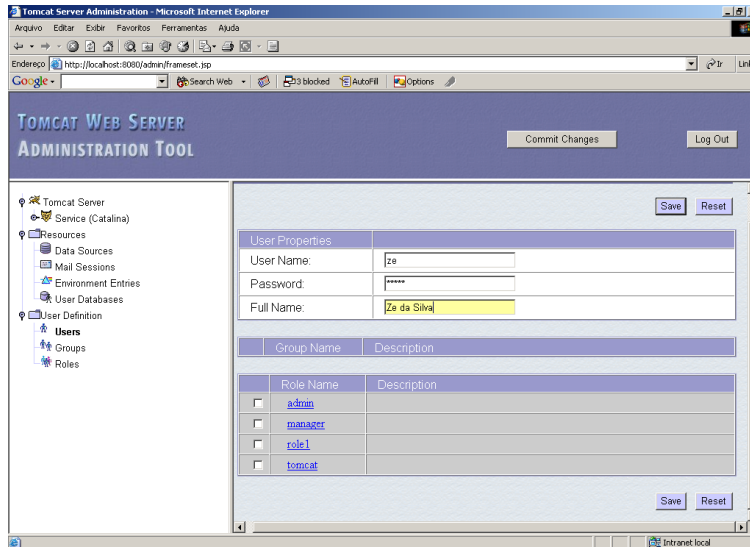 Tomcat Server Administration - Microsoft Internet Explorer
Arquivo Editar Exibir Favoritos Ferramentas Ajuda
Endereço http://localhost:8080/admin/frameset.jsp Ir Lin
Google Search Web 3 blocked AutoFill Options
TOMCAT WEB SERVER
ADMINISTRATION TOOL
Commit Changes Log Out
Tomcat Server
Service (Catalina)
Resources
Data Sources
Mail Sessions
Environment Entries
User Databases
User Definition
Users
Groups
Roles
Save Reset
User Properties
User Name: ze
Password: *****
Full Name: Ze da Silva
Group Name Description
Role Name Description
admin
manager
role1
tomcat
Save Reset
Intranet local